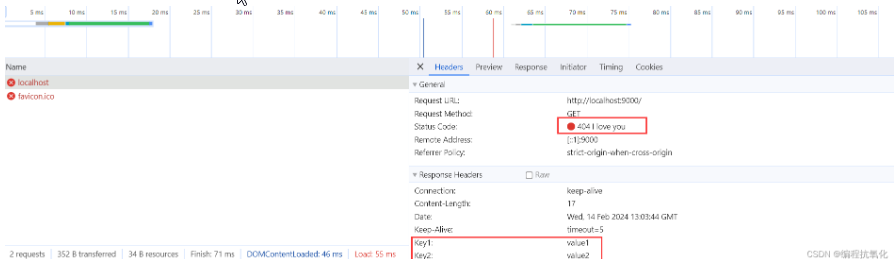 5 ms 10 ms 15 ms 20 ms 25 ms 30 ms 35 ms 40 ms 45 ms 50 ms 55 ms 60 ms 65 ms 70 ms 75 ms 80 ms 85 ms 90 ms 95 ms 100 ms 105 ms
Name
localhost
favicon.ico
Headers Preview Response Initiator Timing Cookies
General
Request URL: http://localhost:9000/
Request Method: GET
Status Code: 404 I love you
Remote Address: [::1]:9000
Referrer Policy: strict-origin-when-cross-origin
Response Headers Raw
Connection: keep-alive
Content-Length: 17
Date: Wed, 14 Feb 2024 13:03:44 GMT
Keep-Alive: timeout=5
Key1: value1
Key2: value2
2 requests 352 B transferred 34 B resources Finish: 71 ms DOMContentLoaded: 46 ms Load: 55 ms
CSDN @编程抗氧化